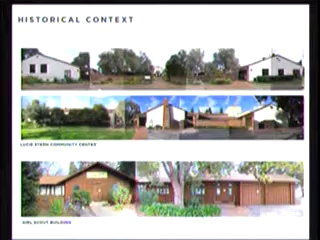 HISTORICAL CONTEXT
LUCIE STERN COMMUNITY CENTER
GIRL SCOUT BUILDING